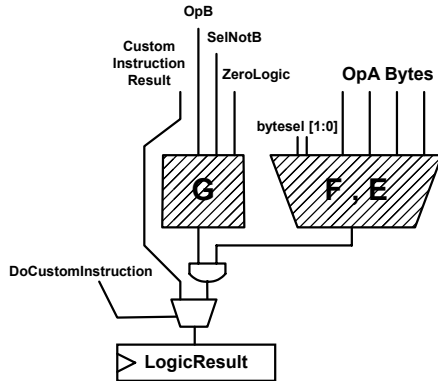 OpB
SelNotB
Custom
Instruction
Result
ZeroLogic
OpA Bytes
bytesel [1:0]
G
F , E
DoCustomInstruction
LogicResult